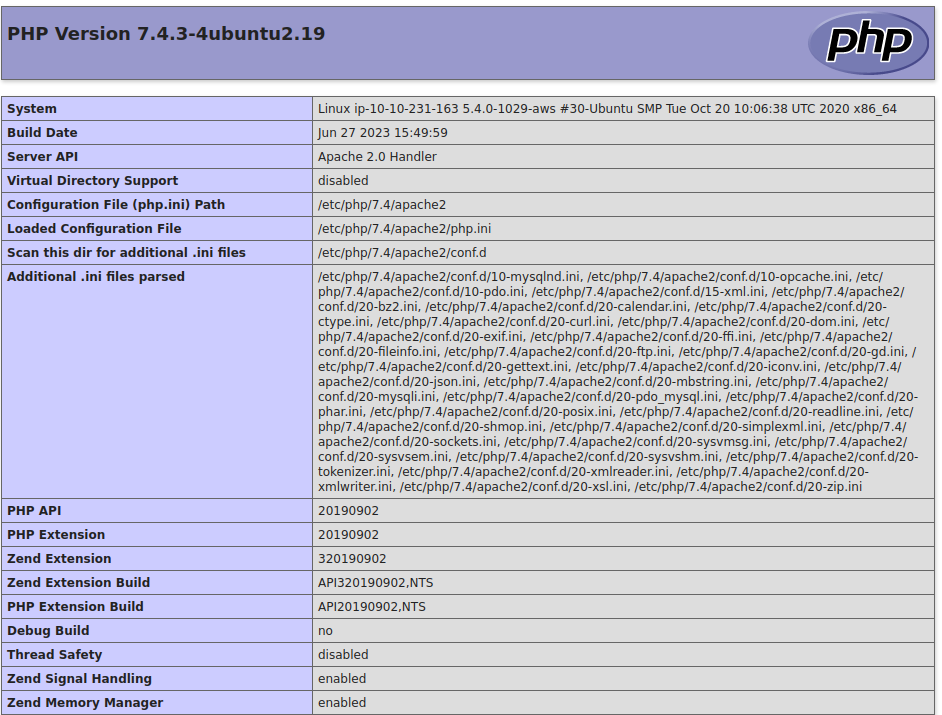 PHP Version 7.4.3-4ubuntu2.19
php
System Linux ip-10-10-231-163 5.4.0-1029-aws #30-Ubuntu SMP Tue Oct 20 10:06:38 UTC 2020 x86_64
Build Date Jun 27 2023 15:49:59
Server API Apache 2.0 Handler
Virtual Directory Support disabled
Configuration File (php.ini) Path /etc/php/7.4/apache2
Loaded Configuration File /etc/php/7.4/apache2/php.ini
Scan this dir for additional .ini files /etc/php/7.4/apache2/conf.d
Additional .ini files parsed /etc/php/7.4/apache2/conf.d/10-mysqlnd.ini, /etc/php/7.4/apache2/conf.d/10-opcache.ini, /etc/
php/7.4/apache2/conf.d/10-pdo.ini, /etc/php/7.4/apache2/conf.d/15-xml.ini, /etc/php/7.4/apache2/
conf.d/20-bz2.ini, /etc/php/7.4/apache2/conf.d/20-calendar.ini, /etc/php/7.4/apache2/conf.d/20-
ctype.ini, /etc/php/7.4/apache2/conf.d/20-curl.ini, /etc/php/7.4/apache2/conf.d/20-dom.ini, /etc/
php/7.4/apache2/conf.d/20-exif.ini, /etc/php/7.4/apache2/conf.d/20-ffi.ini, /etc/php/7.4/apache2/
conf.d/20-fileinfo.ini, /etc/php/7.4/apache2/conf.d/20-ftp.ini, /etc/php/7.4/apache2/conf.d/20-gd.ini, /
etc/php/7.4/apache2/conf.d/20-gettext.ini, /etc/php/7.4/apache2/conf.d/20-iconv.ini, /etc/php/7.4/
apache2/conf.d/20-json.ini, /etc/php/7.4/apache2/conf.d/20-mbstring.ini, /etc/php/7.4/apache2/
conf.d/20-mysqli.ini, /etc/php/7.4/apache2/conf.d/20-pdo_mysql.ini, /etc/php/7.4/apache2/conf.d/20-
phar.ini, /etc/php/7.4/apache2/conf.d/20-posix.ini, /etc/php/7.4/apache2/conf.d/20-readline.ini, /etc/
php/7.4/apache2/conf.d/20-shmop.ini, /etc/php/7.4/apache2/conf.d/20-simplexml.ini, /etc/php/7.4/
apache2/conf.d/20-sockets.ini, /etc/php/7.4/apache2/conf.d/20-sysvmsg.ini, /etc/php/7.4/apache2/
conf.d/20-sysvsem.ini, /etc/php/7.4/apache2/conf.d/20-sysvshm.ini, /etc/php/7.4/apache2/conf.d/20-
tokenizer.ini, /etc/php/7.4/apache2/conf.d/20-xmlreader.ini, /etc/php/7.4/apache2/conf.d/20-
xmlwriter.ini, /etc/php/7.4/apache2/conf.d/20-xsl.ini, /etc/php/7.4/apache2/conf.d/20-zip.ini
PHP API 20190902
PHP Extension 20190902
Zend Extension 320190902
Zend Extension Build API320190902,NTS
PHP Extension Build API20190902,NTS
Debug Build no
Thread Safety disabled
Zend Signal Handling enabled
Zend Memory Manager enabled